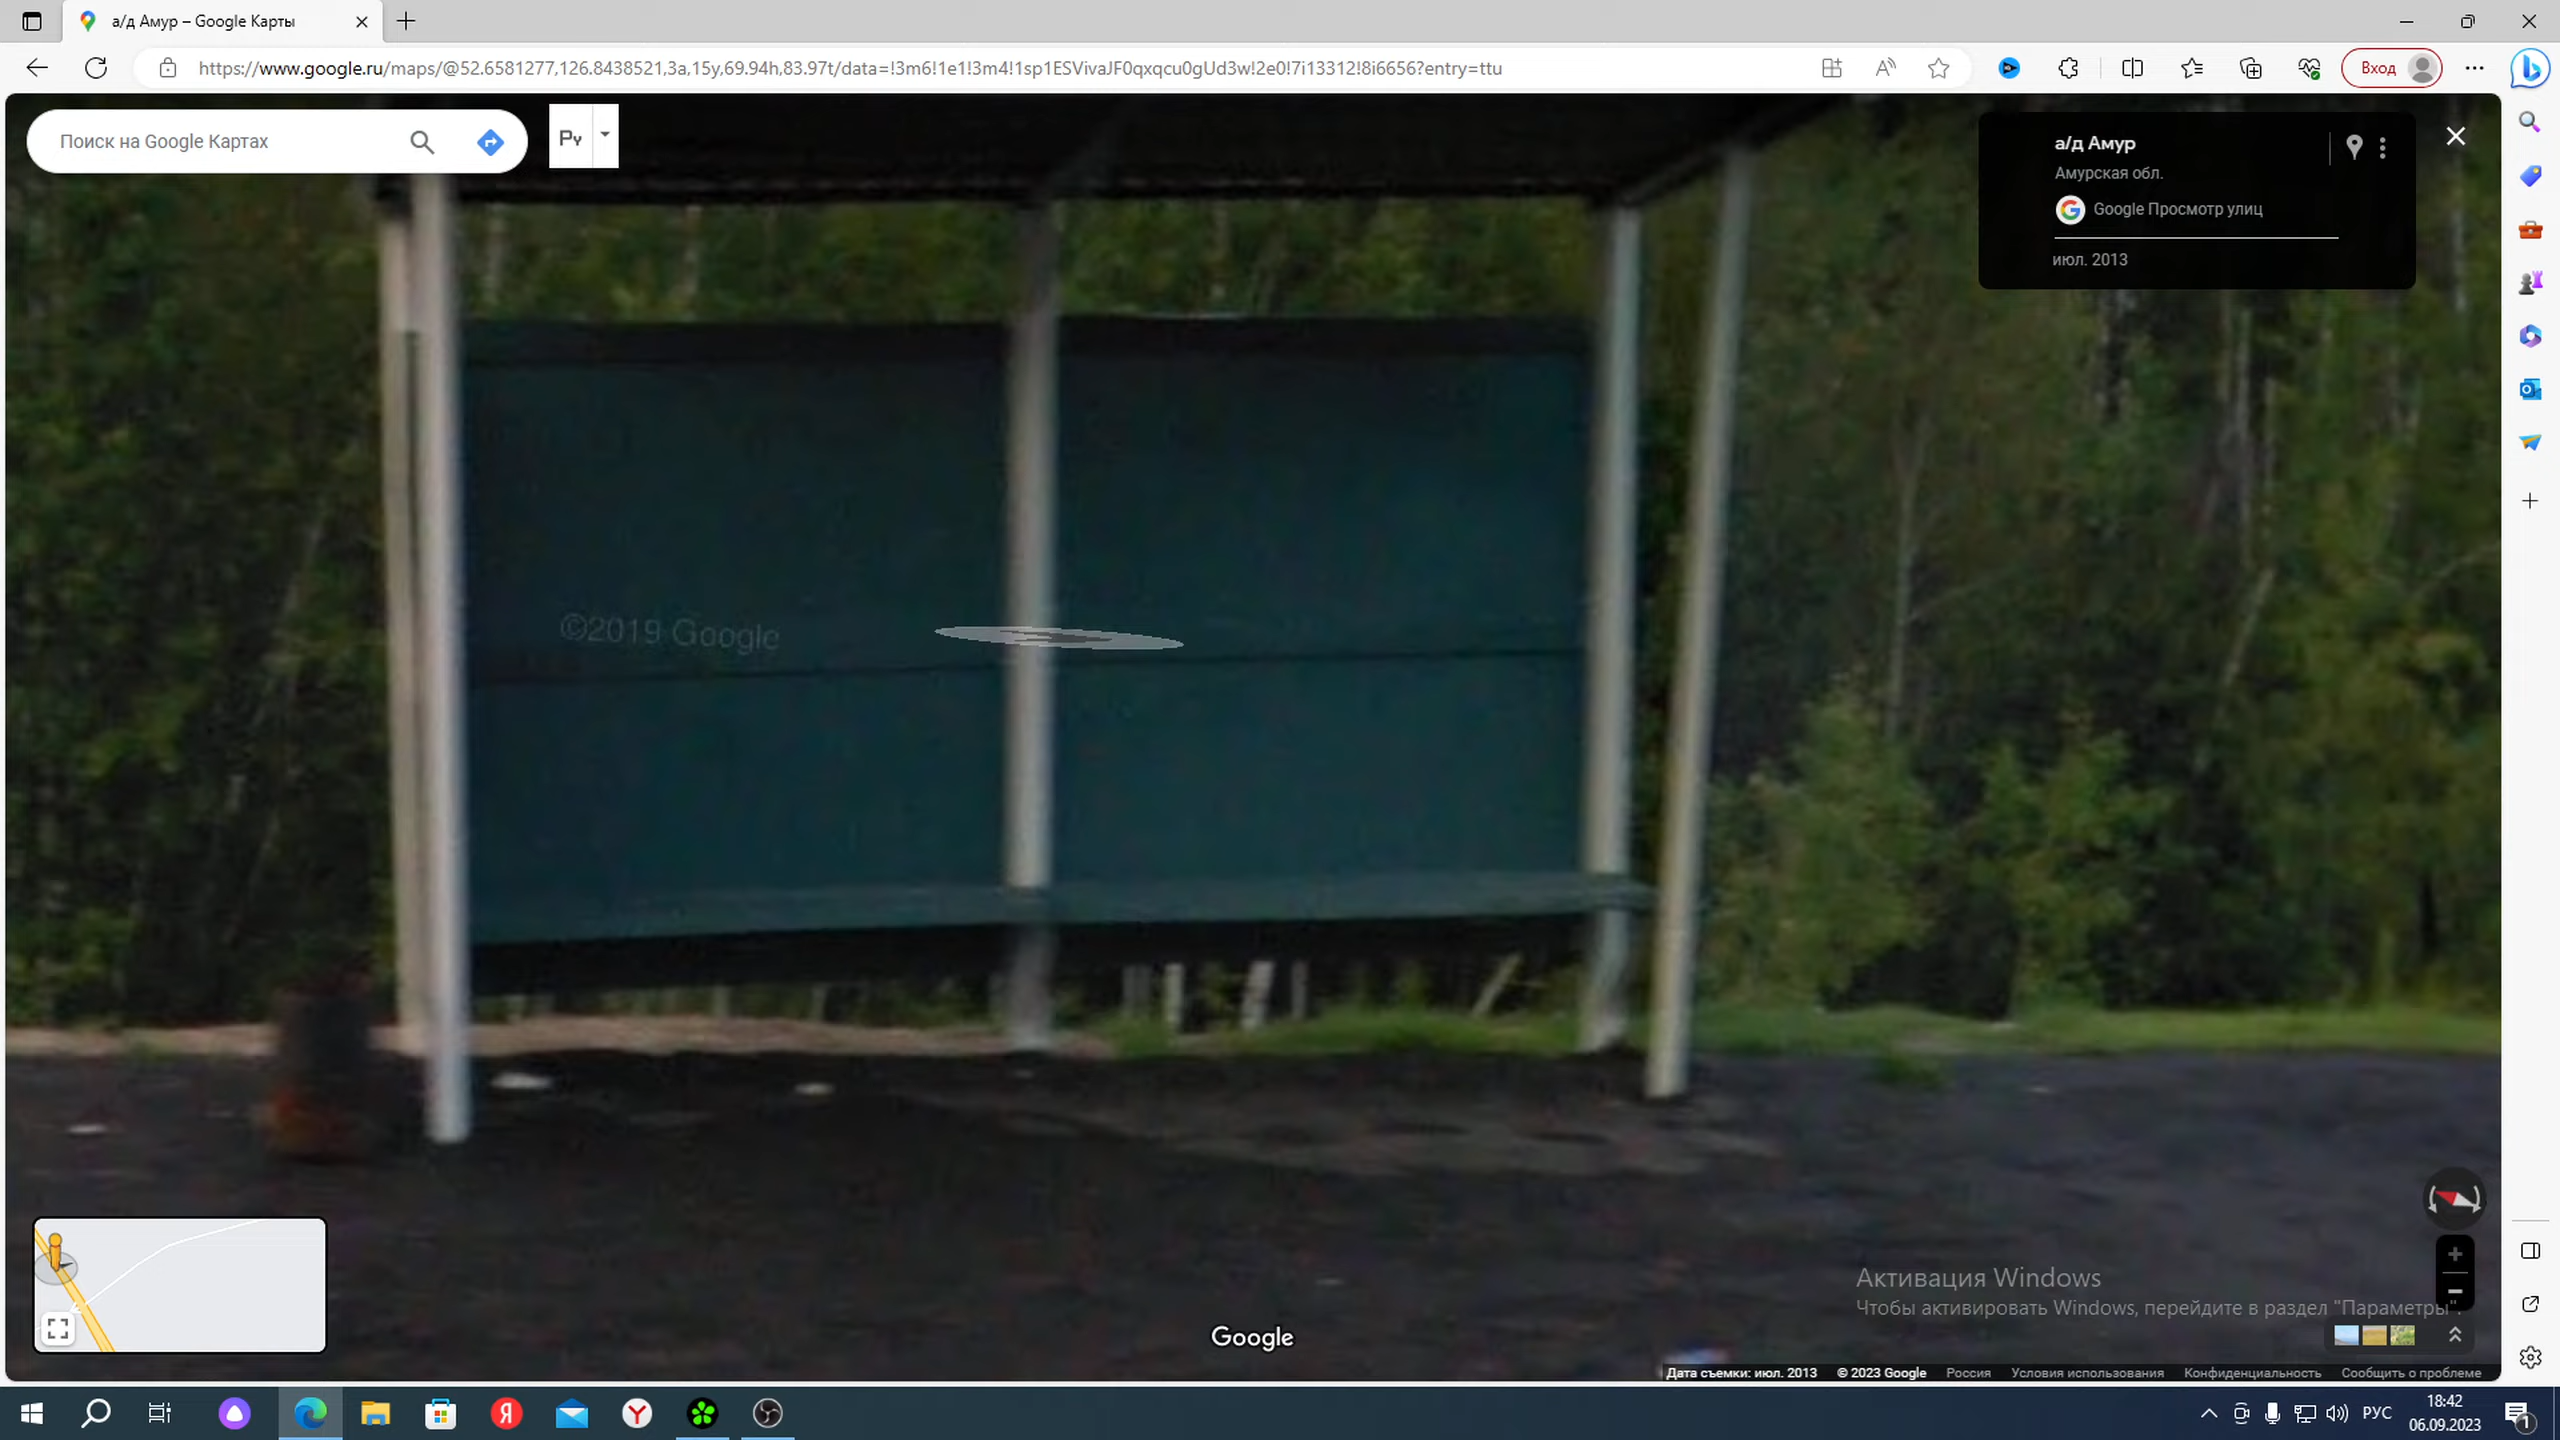 а/д Амур – Google Карты
https://www.google.ru/maps/@52.6581277,126.8438521,3a,15y,69.94h,83.97t/data=!3m6!1e1!3m4!1sp1ESVivaJF0qxqcu0gUd3w!2e0!7i13312!8i6656?entry=ttu
Вход
Поиск на Google Картах
Ру
а/д Амур
Амурская обл.
Google Просмотр улиц
июл. 2013
©2019 Google
Активация Windows
Чтобы активировать Windows, перейдите в раздел "Параметры".
Google
Дата съемки: июл. 2013 © 2023 Google Россия Условия использования Конфиденциальность Сообщить о проблеме
РУС
18:42
06.09.2023
1